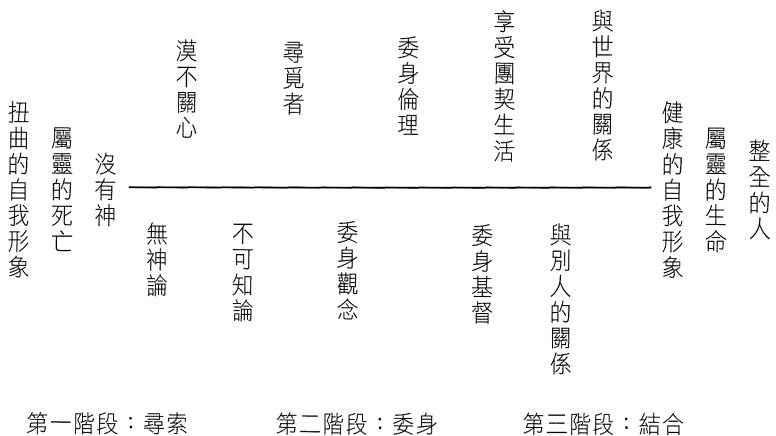 扭曲的自我形象
屬靈的死亡
沒有神
無神論
漠不關心
不可知論
尋覓者
委身觀念
委身倫理
委身基督
享受團契生活
與別人的關係
與世界的關係
健康的自我形象
屬靈的生命
整全的人
第一階段：尋索
第二階段：委身
第三階段：結合